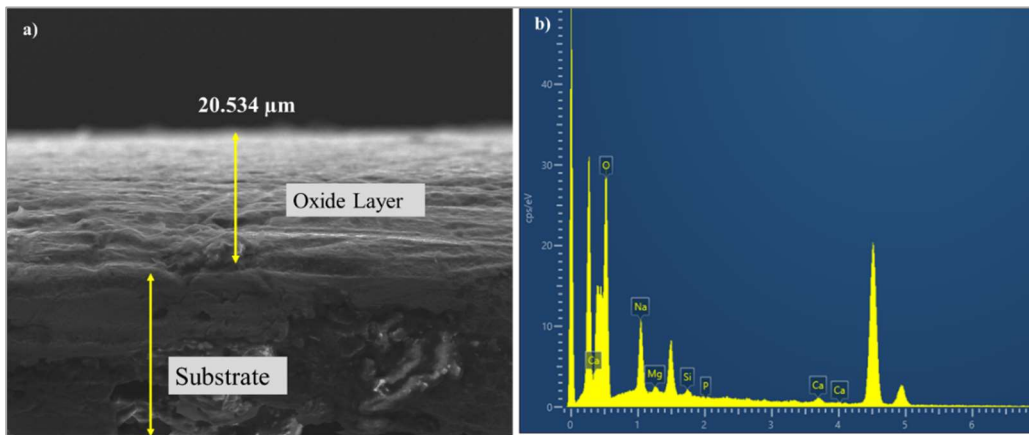 a)
20.534 µm
Oxide Layer
Substrate
b)
40
30
20
10
0
cps/eV
O
Na
Ca
Mg
Si
P
Ca
Ca
0 1 2 3 4 5 6